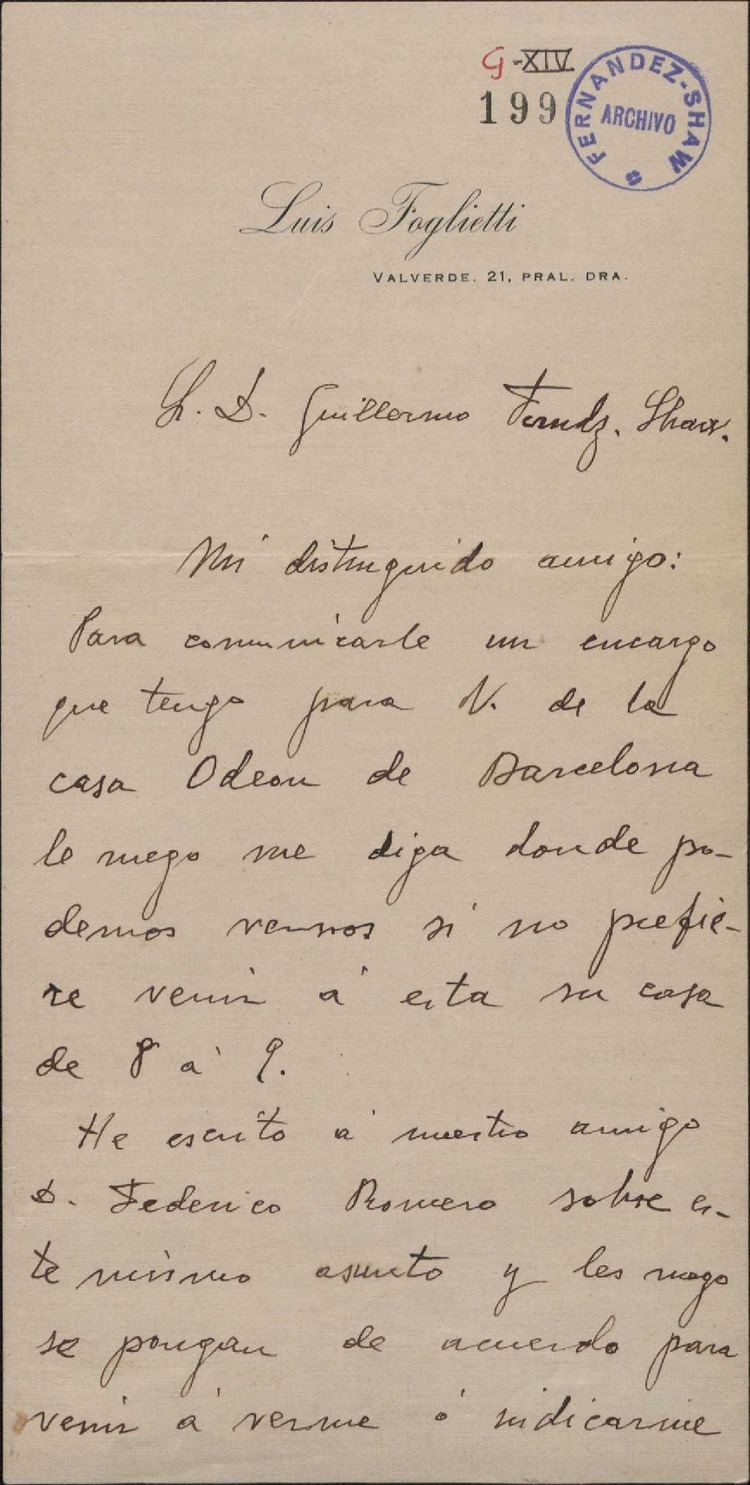 G-XIV
199
FERNANDEZ-SHAW
ARCHIVO
Luis Foglietti
VALVERDE, 21, PRAL. DRA.
S. D. Guillermo Ferndz. Shaw.
Mi distinguido amigo:
Para comunicarle un encargo
que tengo para V. de la
casa Odeon de Barcelona
le ruego me diga donde po-
demos vernos si no prefie-
re venir á esta su casa
de 8 á 9.
He escrito á nuestro amigo
D. Federico Romero sobre es-
te mismo asunto y les ruego
se pongan de acuerdo para
venir á verme ó indicarme